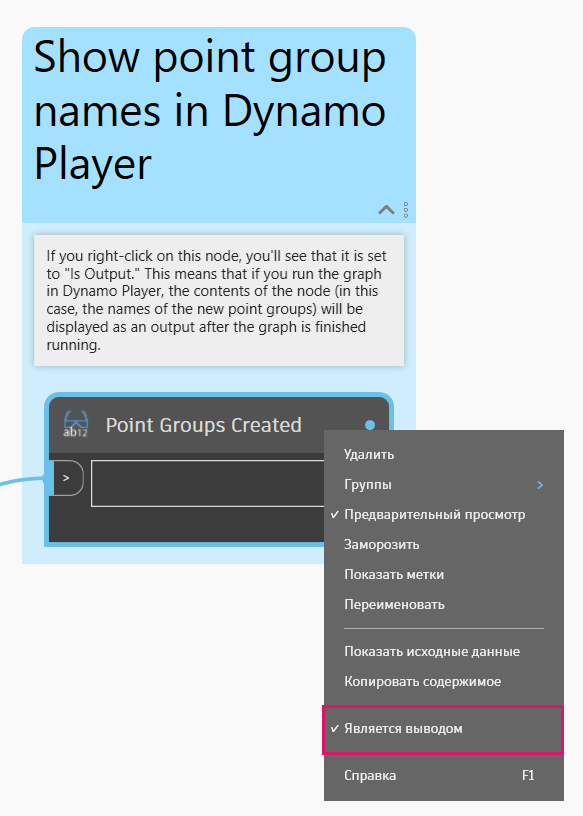 Show point group
names in Dynamo
Player
If you right-click on this node, you'll see that it is set
to "Is Output." This means that if you run the graph
in Dynamo Player, the contents of the node (in this
case, the names of the new point groups) will be
displayed as an output after the graph is finished
running.
ab12
Point Groups Created
>
Удалить
Группы
Предварительный просмотр
Заморозить
Показать метки
Переименовать
Показать исходные данные
Копировать содержимое
Является выводом
Справка F1